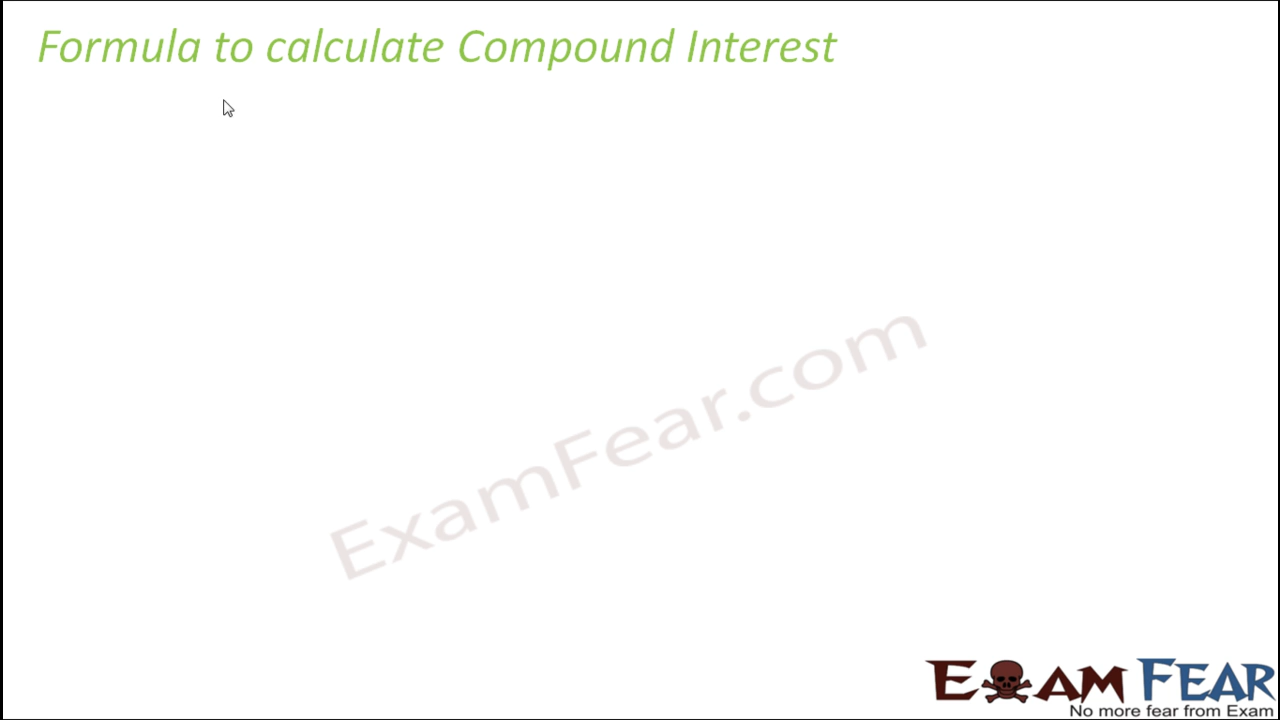 Formula to calculate Compound Interest
ExamFear.com
EXAM FEAR
No more fear from Exam